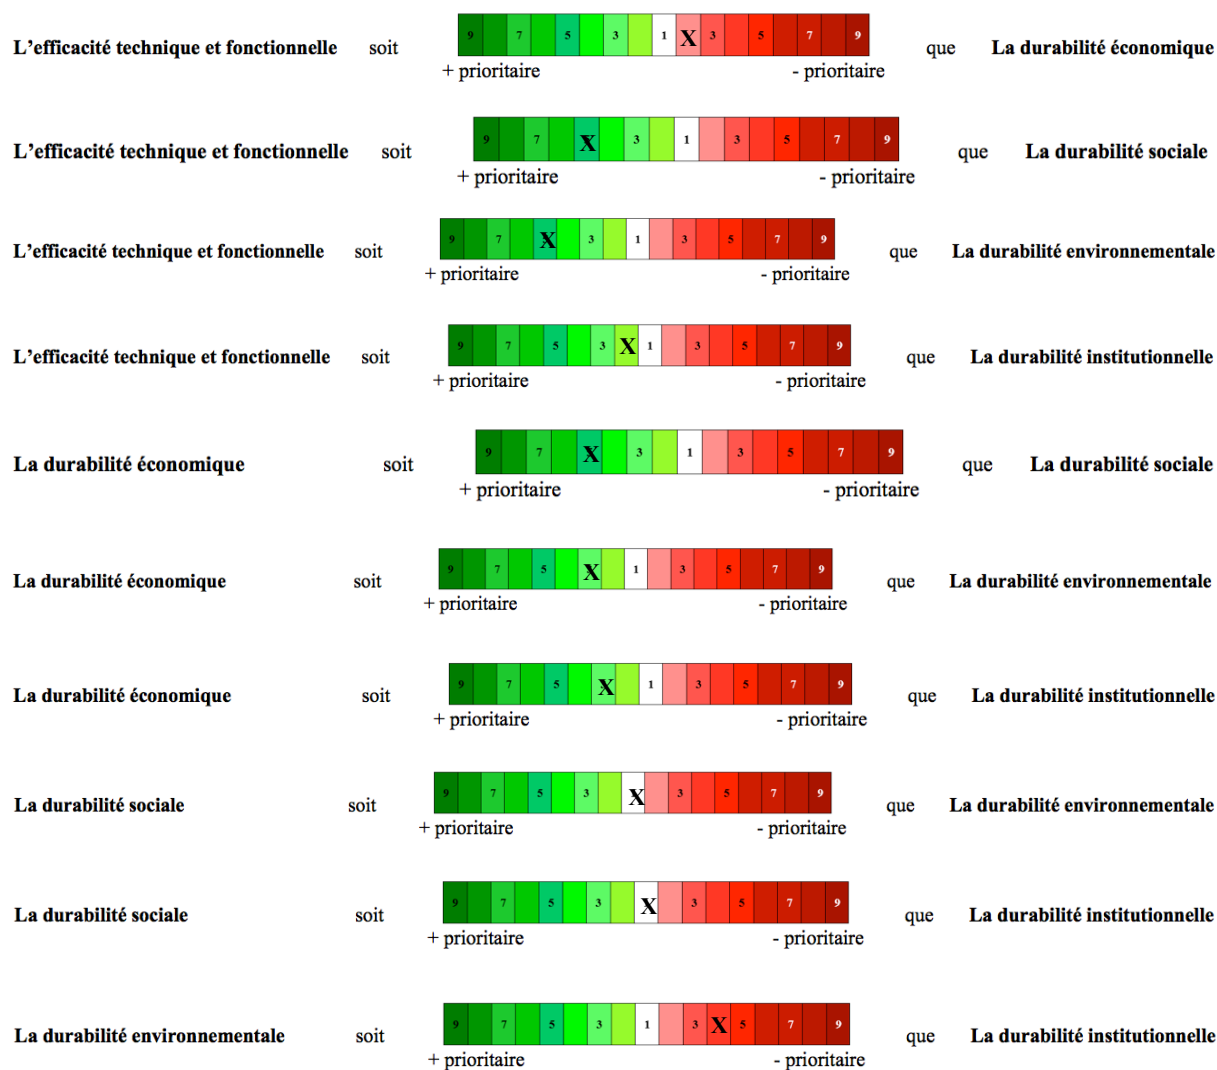 L'efficacité technique et fonctionnelle soit 9 7 5 3 1 X 3 5 7 9 que La durabilité économique
+ prioritaire - prioritaire
L'efficacité technique et fonctionnelle soit 9 7 X 3 1 3 5 7 9 que La durabilité sociale
+ prioritaire - prioritaire
L'efficacité technique et fonctionnelle soit 9 7 X 3 1 3 5 7 9 que La durabilité environnementale
+ prioritaire - prioritaire
L'efficacité technique et fonctionnelle soit 9 7 5 3 X 1 3 5 7 9 que La durabilité institutionnelle
+ prioritaire - prioritaire
La durabilité économique soit 9 7 X 3 1 3 5 7 9 que La durabilité sociale
+ prioritaire - prioritaire
La durabilité économique soit 9 7 5 X 1 3 5 7 9 que La durabilité environnementale
+ prioritaire - prioritaire
La durabilité économique soit 9 7 5 X 1 3 5 7 9 que La durabilité institutionnelle
+ prioritaire - prioritaire
La durabilité sociale soit 9 7 5 3 X 3 5 7 9 que La durabilité environnementale
+ prioritaire - prioritaire
La durabilité sociale soit 9 7 5 3 X 3 5 7 9 que La durabilité institutionnelle
+ prioritaire - prioritaire
La durabilité environnementale soit 9 7 5 3 1 3 X 5 7 9 que La durabilité institutionnelle
+ prioritaire - prioritaire